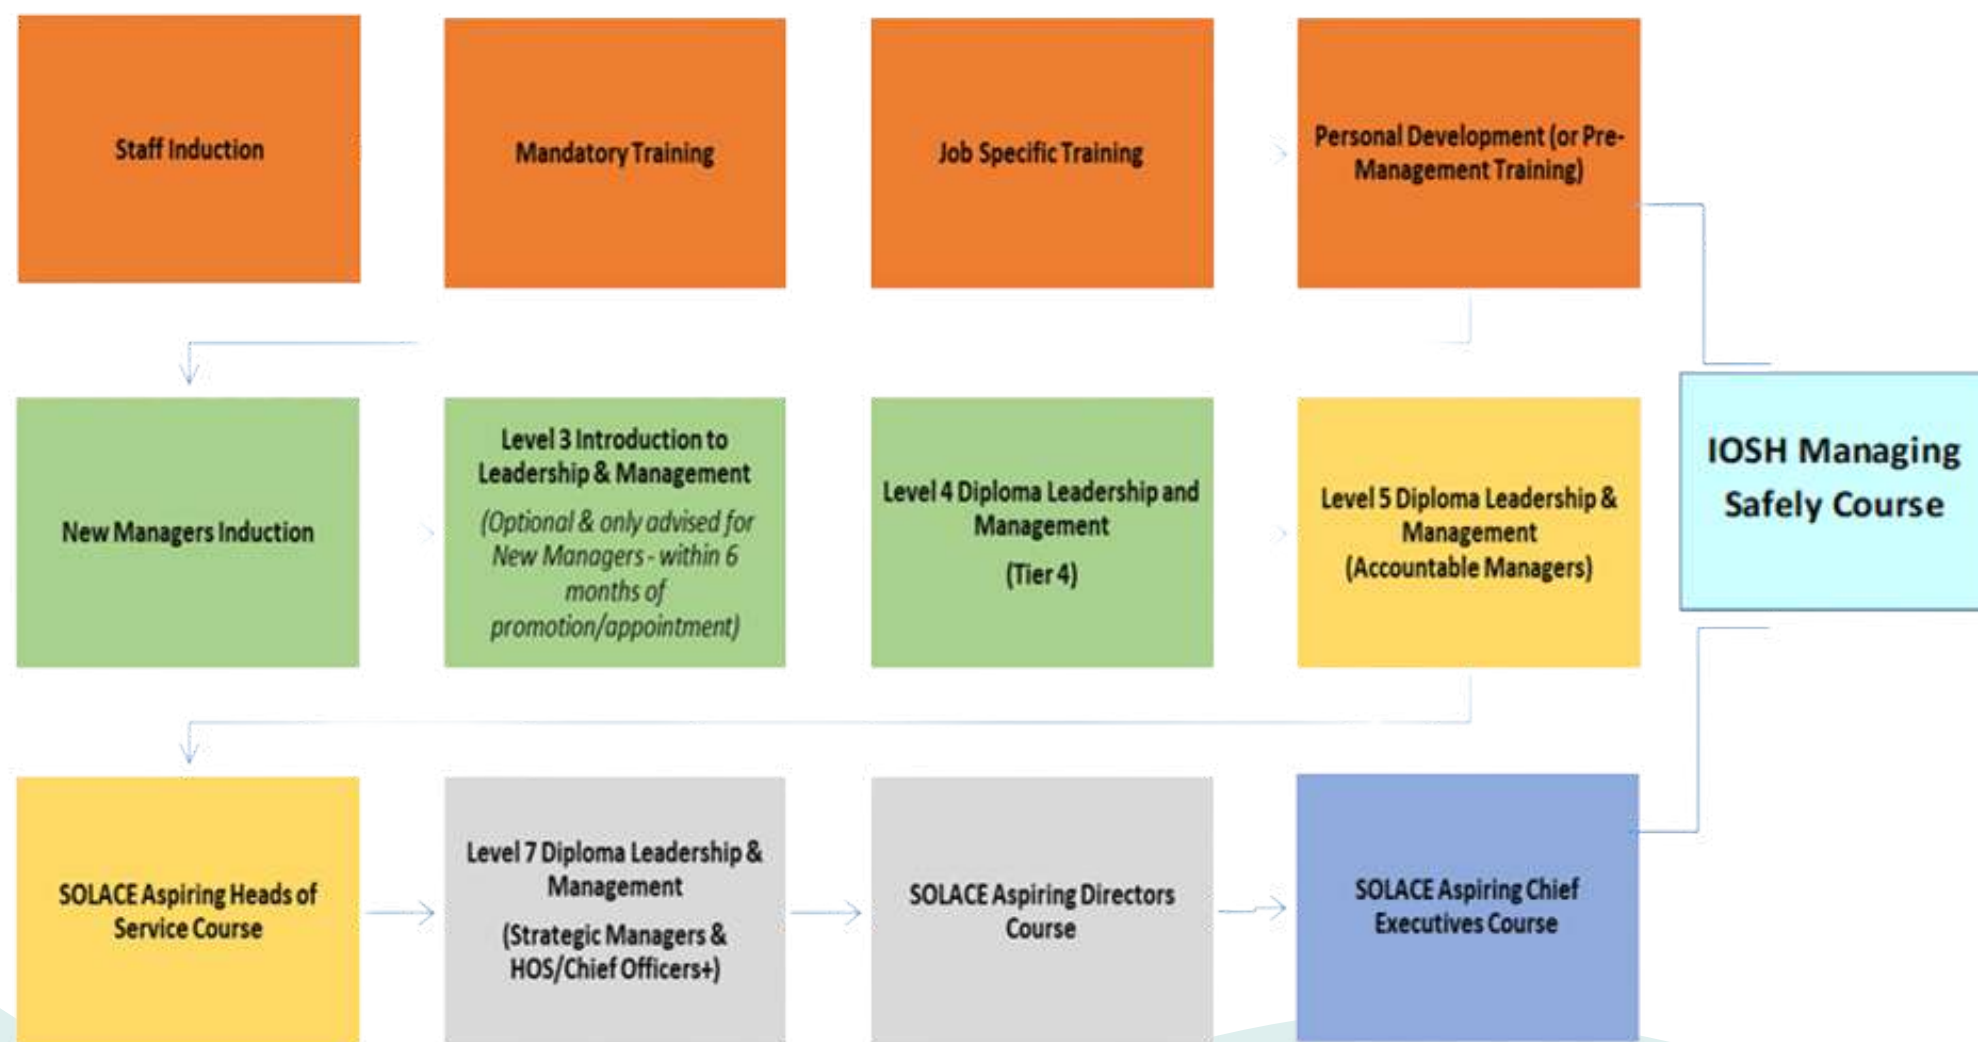 Staff Induction
Mandatory Training
Job Specific Training
Personal Development (or Pre-
Management Training)
New Managers Induction
Level 3 Introduction to
Leadership & Management
(Optional & only advised for
New Managers - within 6
months of
promotion/appointment)
Level 4 Diploma Leadership and
Management
(Tier 4)
Level 5 Diploma Leadership &
Management
(Accountable Managers)
IOSH Managing
Safely Course
SOLACE Aspiring Heads of
Service Course
Level 7 Diploma Leadership &
Management
(Strategic Managers &
HOS/Chief Officers+)
SOLACE Aspiring Directors
Course
SOLACE Aspiring Chief
Executives Course